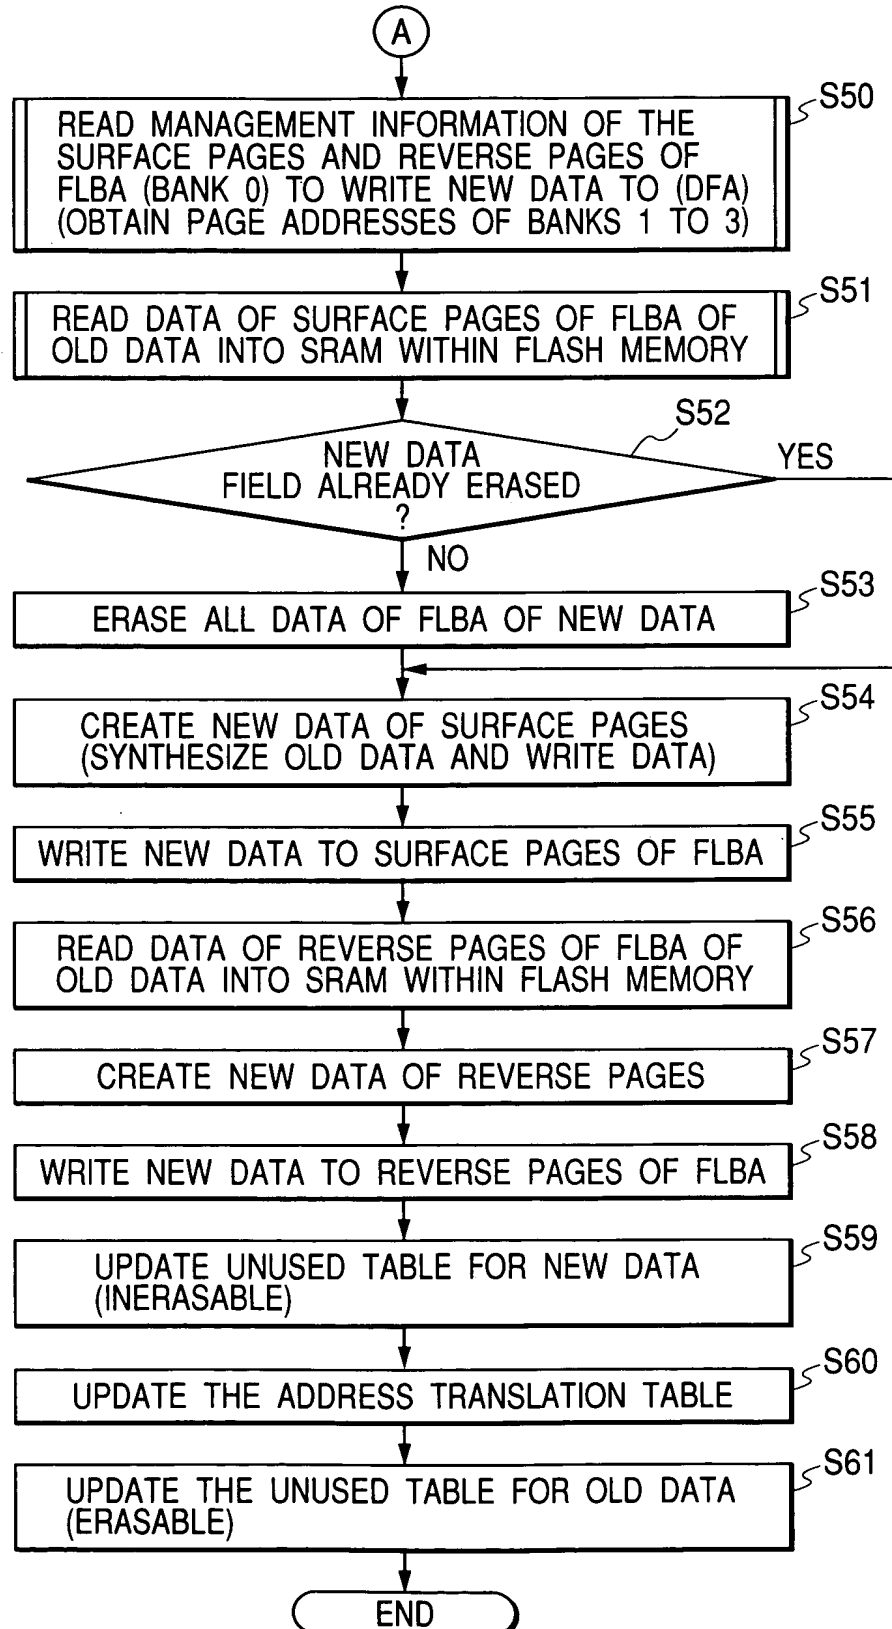 A
S50
READ MANAGEMENT INFORMATION OF THE
SURFACE PAGES AND REVERSE PAGES OF
FLBA (BANK 0) TO WRITE NEW DATA TO (DFA)
(OBTAIN PAGE ADDRESSES OF BANKS 1 TO 3)
S51
READ DATA OF SURFACE PAGES OF FLBA OF
OLD DATA INTO SRAM WITHIN FLASH MEMORY
S52
NEW DATA
FIELD ALREADY ERASED
?
YES
NO
S53
ERASE ALL DATA OF FLBA OF NEW DATA
S54
CREATE NEW DATA OF SURFACE PAGES
(SYNTHESIZE OLD DATA AND WRITE DATA)
S55
WRITE NEW DATA TO SURFACE PAGES OF FLBA
S56
READ DATA OF REVERSE PAGES OF FLBA OF
OLD DATA INTO SRAM WITHIN FLASH MEMORY
S57
CREATE NEW DATA OF REVERSE PAGES
S58
WRITE NEW DATA TO REVERSE PAGES OF FLBA
S59
UPDATE UNUSED TABLE FOR NEW DATA
(INERASABLE)
S60
UPDATE THE ADDRESS TRANSLATION TABLE
S61
UPDATE THE UNUSED TABLE FOR OLD DATA
(ERASABLE)
END